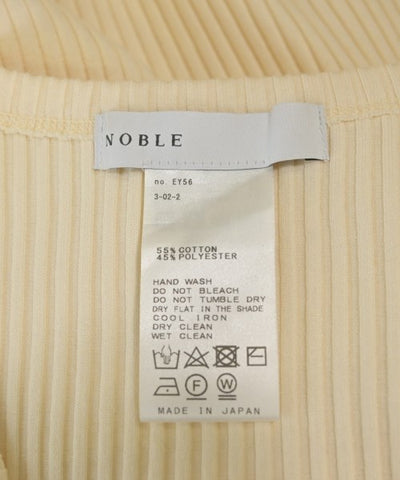 NOBLE
no. EY56
3-02-2
55% COTTON
45% POLYESTER
HAND WASH
DO NOT BLEACH
DO NOT TUMBLE DRY
DRY FLAT IN THE SHADE
COOL IRON
DRY CLEAN
WET CLEAN
F W
MADE IN JAPAN